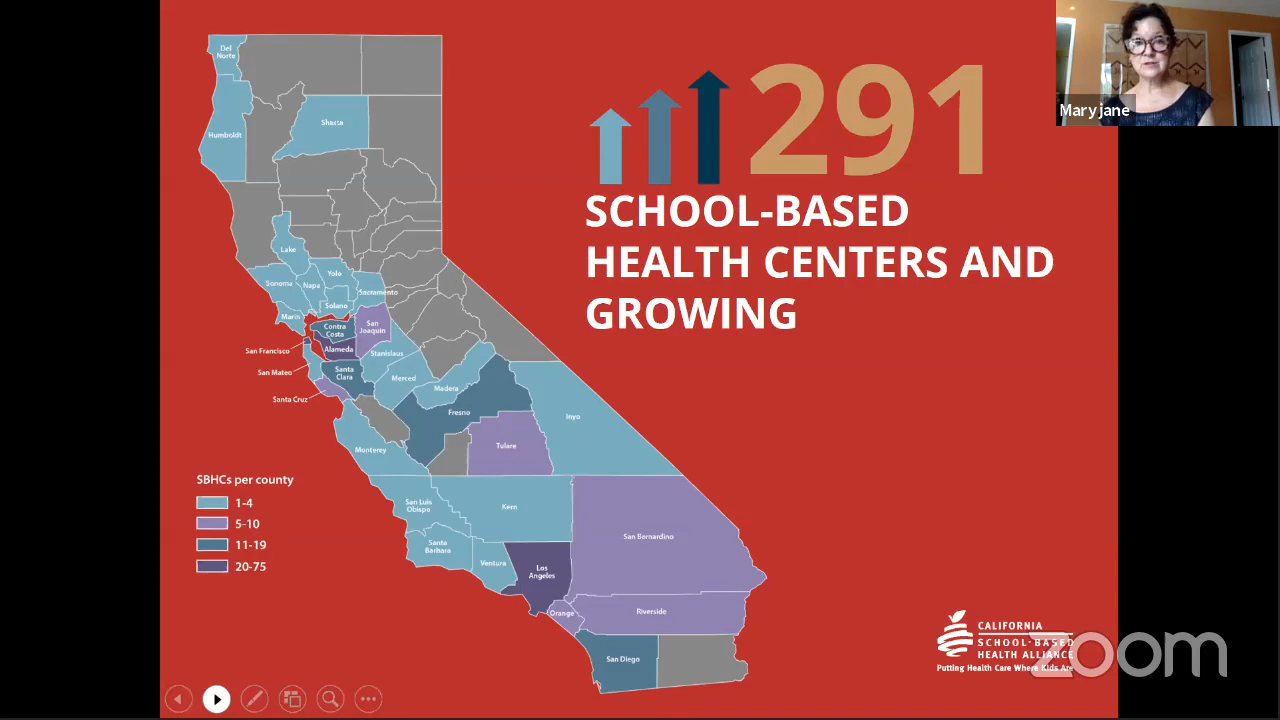 Maryjane
291
SCHOOL-BASED
HEALTH CENTERS AND
GROWING
Del
Norte
Humboldt
Shasta
Lake
Yolo
Sonoma
Napa
Sacramento
Solano
Marin
Contra
Costa
San
Joaquin
San Francisco
Alameda
Stanislaus
San Mateo
Santa
Clara
Merced
Madera
Santa Cruz
Fresno
Inyo
Tulare
Monterey
San Luis
Obispo
Kern
Santa
Barbara
Ventura
Los
Angeles
San Bernardino
Orange
Riverside
San Diego
SBHCs per county
1-4
5-10
11-19
20-75
CALIFORNIA
SCHOOL-BASED
HEALTH ALLIANCE
Putting Health Care Where Kids Are
zoom